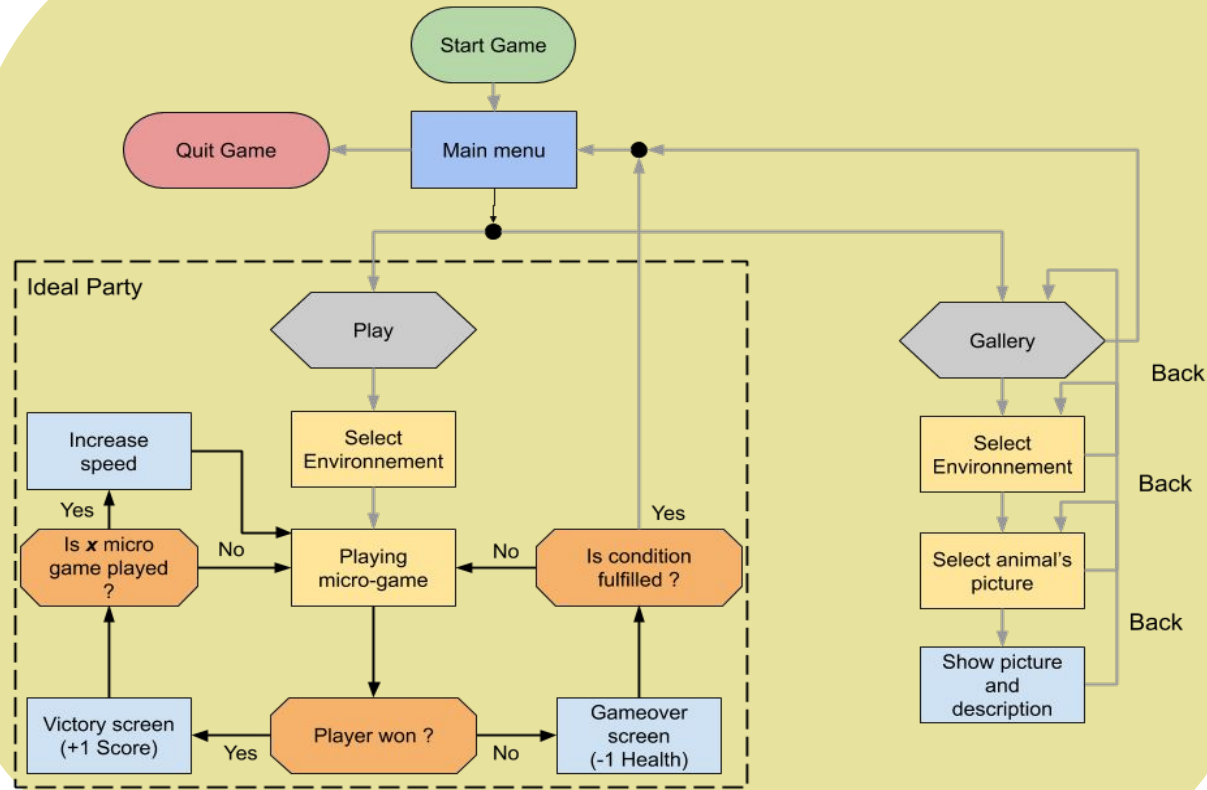 Start Game
Quit Game
Main menu
Ideal Party
Play
Gallery
Back
Increase
speed
Select
Environnement
Select
Environnement
Yes
Yes
Back
Is x micro
game played
?
No
Playing
micro-game
No
Is condition
fulfilled ?
Select animal's
picture
Back
Victory screen
(+1 Score)
Yes
Player won ?
No
Gameover
screen
(-1 Health)
Show picture
and
description